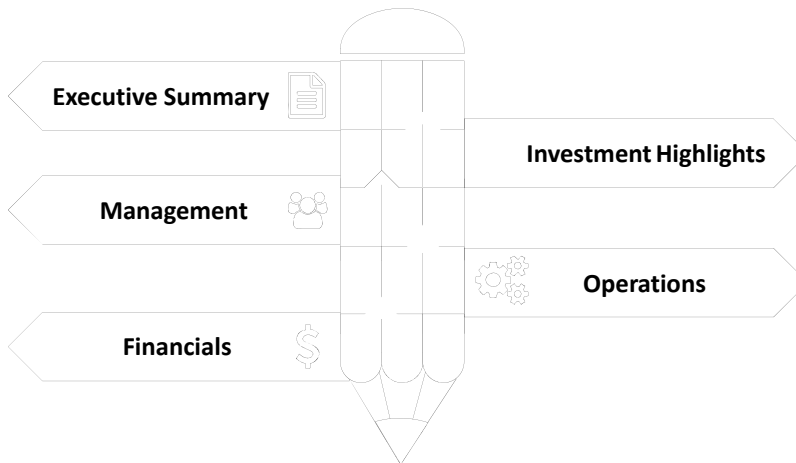 Executive Summary
Investment Highlights
Management
Operations
Financials